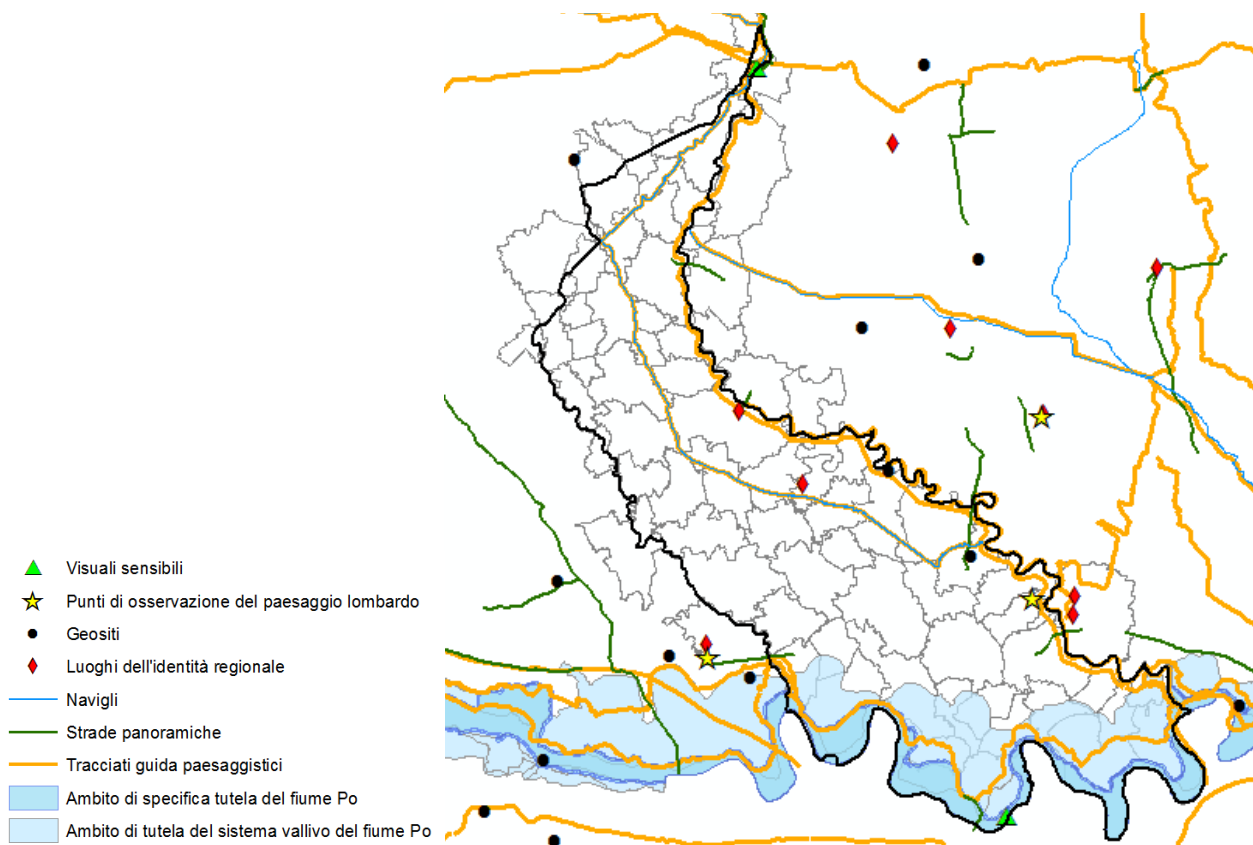 Visuali sensibili
Punti di osservazione del paesaggio lombardo
Geositi
Luoghi dell'identità regionale
Navigli
Strade panoramiche
Tracciati guida paesaggistici
Ambito di specifica tutela del fiume Po
Ambito di tutela del sistema vallivo del fiume Po